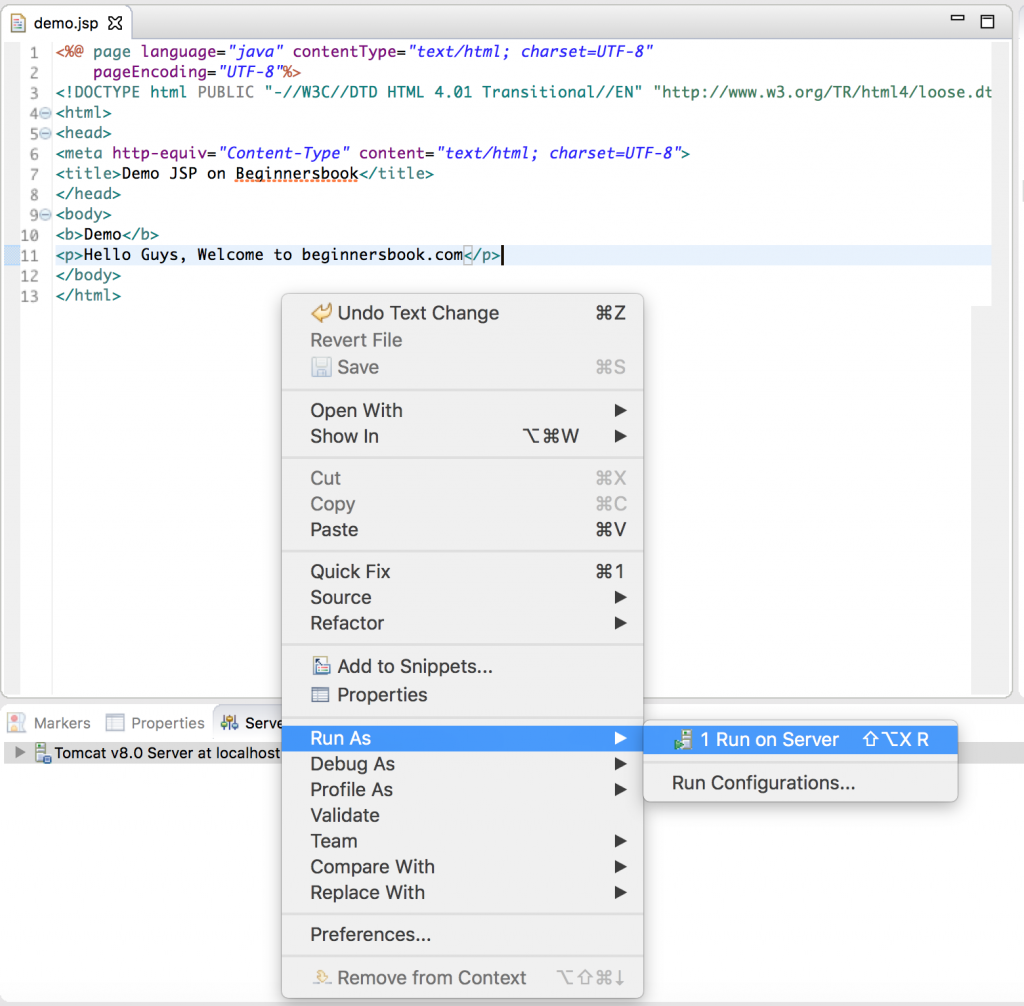 demo.jsp
1 <%@ page language="java" contentType="text/html; charset=UTF-8"
2 pageEncoding="UTF-8"%>
3 <!DOCTYPE html PUBLIC "-//W3C//DTD HTML 4.01 Transitional//EN" "http://www.w3.org/TR/html4/loose.dt
4 <html>
5 <head>
6 <meta http-equiv="Content-Type" content="text/html; charset=UTF-8">
7 <title>Demo JSP on Beginnersbook</title>
8 </head>
9 <body>
10 <b>Demo</b>
11 <p>Hello Guys, Welcome to beginnersbook.com</p>
12 </body>
13 </html>
Undo Text Change ⌘Z
Revert File
Save ⌘S
Open With ▶
Show In ⌥⌘W ▶
Cut ⌘X
Copy ⌘C
Paste ⌘V
Quick Fix ⌘1
Source ▶
Refactor ▶
Add to Snippets...
Properties
Markers Properties Serve
Run As ▶
1 Run on Server ⇧⌥X R
Tomcat v8.0 Server at localhost
Debug As ▶
Profile As ▶
Run Configurations...
Validate
Team ▶
Compare With ▶
Replace With ▶
Preferences...
Remove from Context ⌥⇧⌘↓